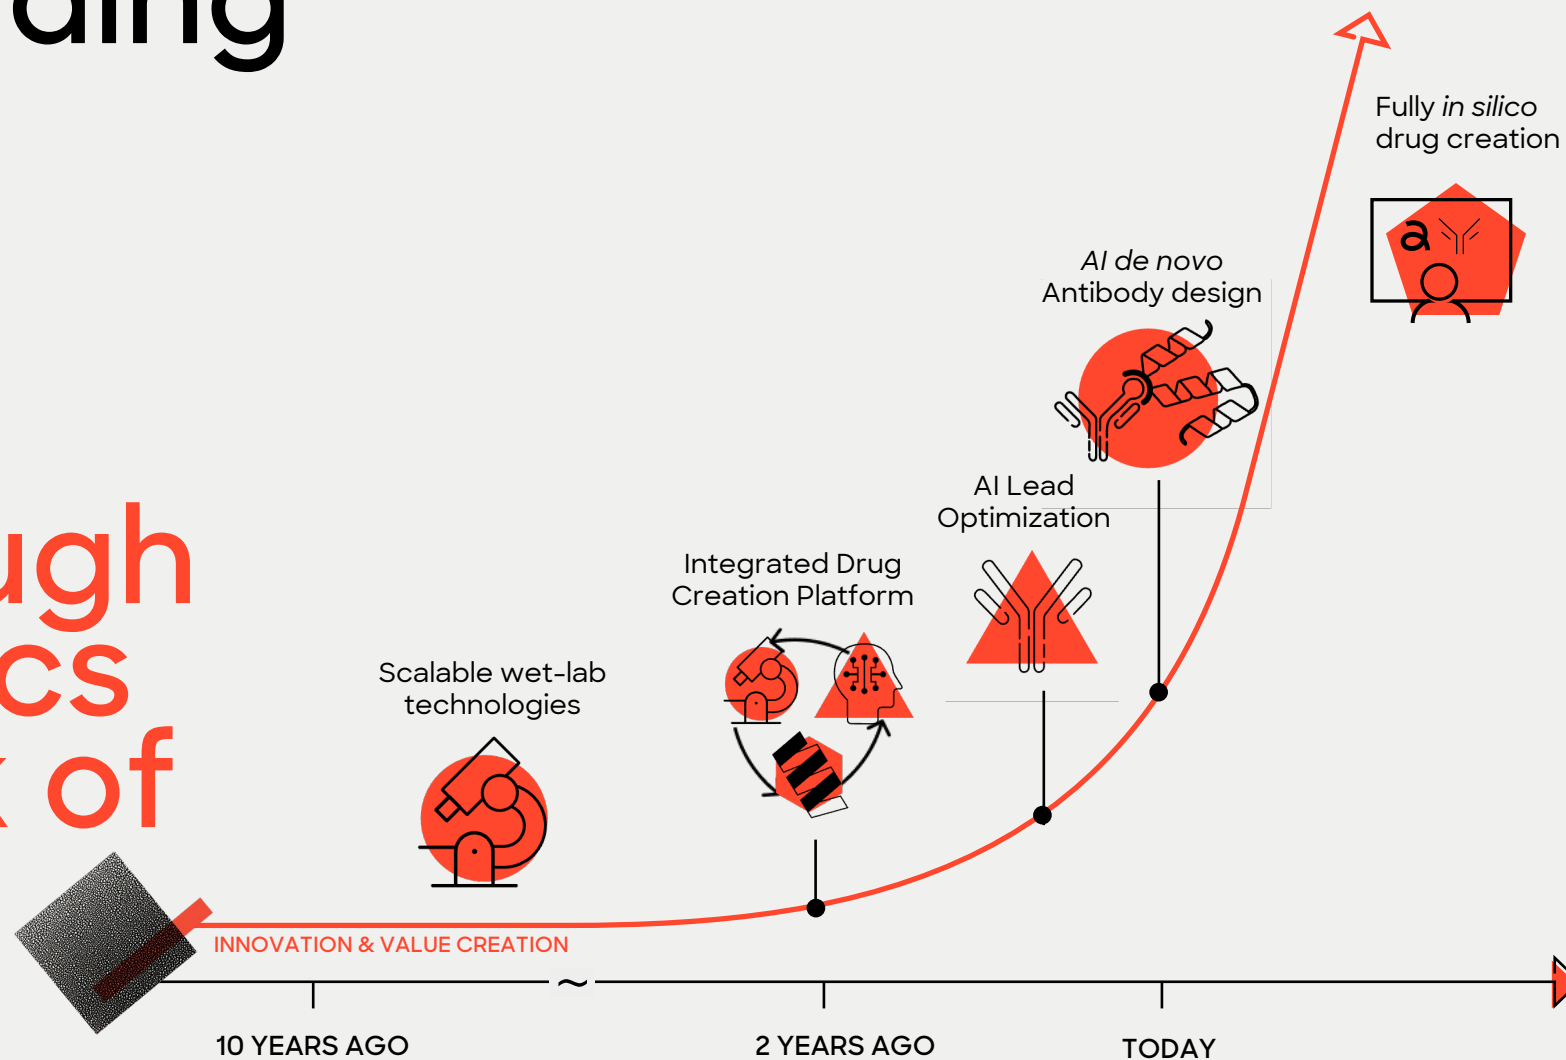 ding
Fully in silico
drug creation
a
AI de novo
Antibody design
AI Lead
Optimization
Integrated Drug
Creation Platform
Scalable wet-lab
technologies
ugh
cs
of
INNOVATION & VALUE CREATION
~
10 YEARS AGO
2 YEARS AGO
TODAY